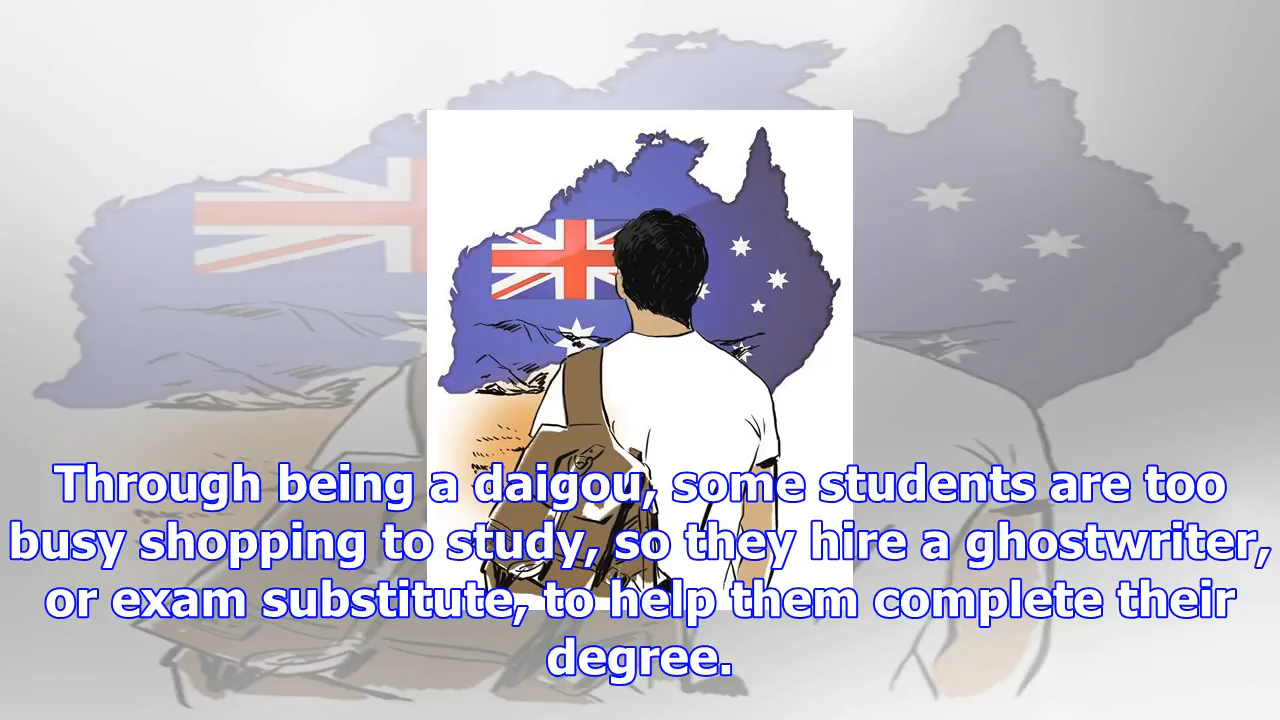 Through being a daigou, some students are too
busy shopping to study, so they hire a ghostwriter,
or exam substitute, to help them complete their
degree.